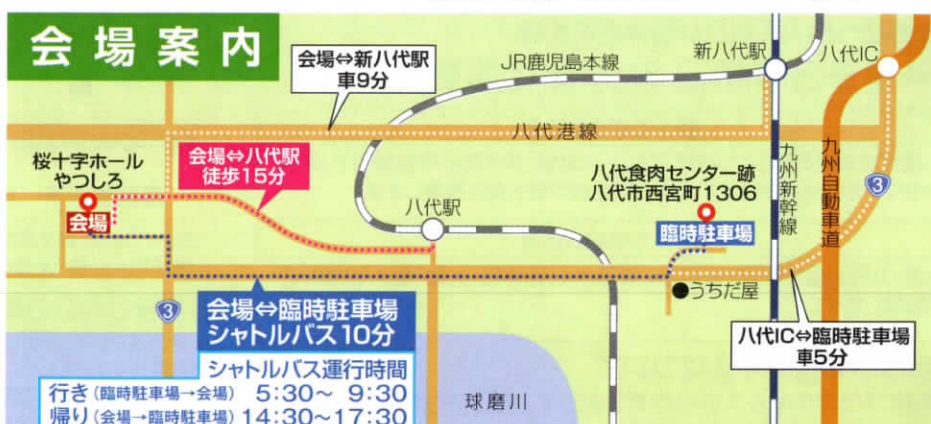 会場案内
会場⇔新八代駅
車9分
JR鹿児島本線
新八代駅
八代IC
八代港線
桜十字ホール
やつしろ
会場
会場⇔八代駅
徒歩15分
八代駅
八代食肉センター跡
八代市西宮町1306
臨時駐車場
九州新幹線
九州自動車道
3
うちだ屋
3
会場⇔臨時駐車場
シャトルバス10分
八代IC⇔臨時駐車場
車5分
シャトルバス運行時間
行き(臨時駐車場→会場) 5:30〜 9:30
帰り(会場→臨時駐車場) 14:30〜17:30
球磨川